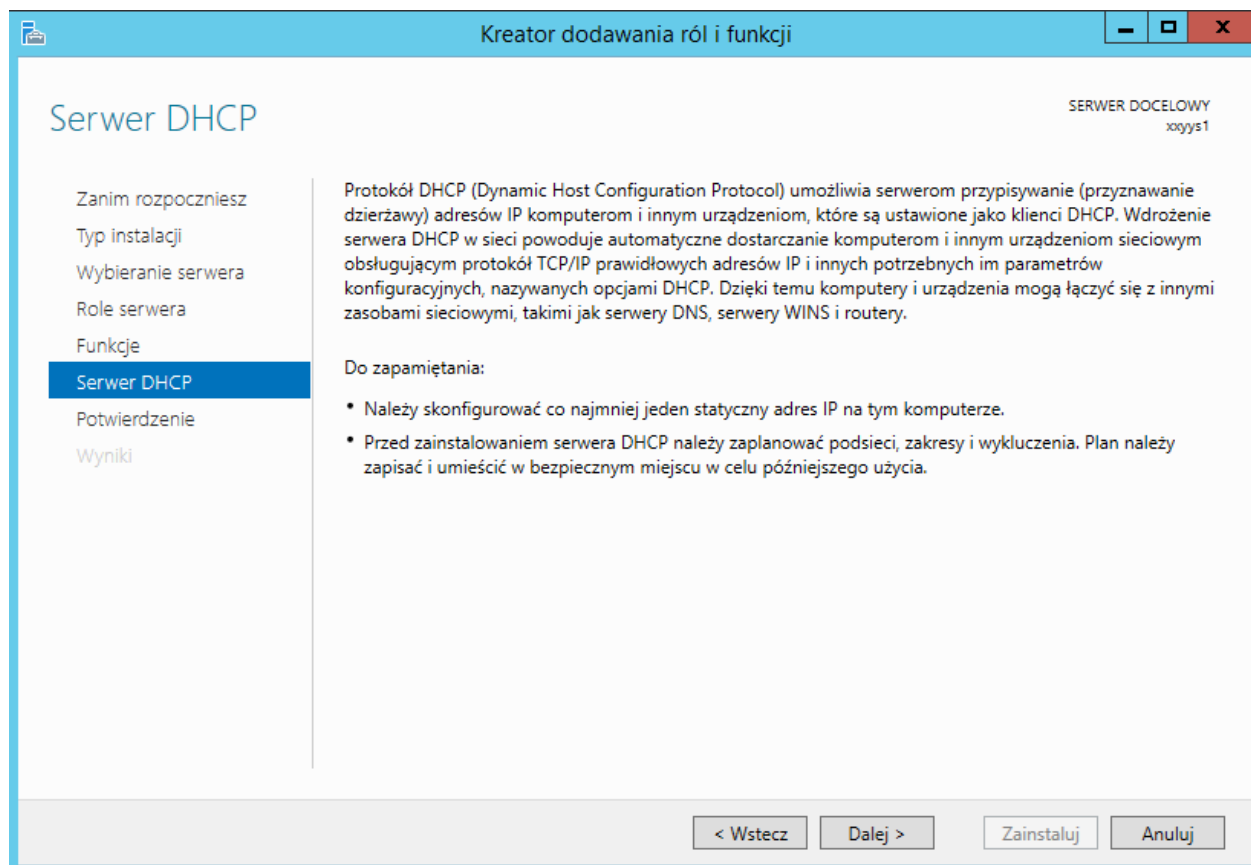 Kreator dodawania ról i funkcji
Serwer DHCP
SERWER DOCELOWY
xxyys1
Zanim rozpoczniesz
Typ instalacji
Wybieranie serwera
Role serwera
Funkcje
Serwer DHCP
Potwierdzenie
Wyniki
Protokół DHCP (Dynamic Host Configuration Protocol) umożliwia serwerom przypisywanie (przyznawanie
dzierżawy) adresów IP komputerom i innym urządzeniom, które są ustawione jako klienci DHCP. Wdrożenie
serwera DHCP w sieci powoduje automatyczne dostarczanie komputerom i innym urządzeniom sieciowym
obsługującym protokół TCP/IP prawidłowych adresów IP i innych potrzebnych im parametrów
konfiguracyjnych, nazywanych opcjami DHCP. Dzięki temu komputery i urządzenia mogą łączyć się z innymi
zasobami sieciowymi, takimi jak serwery DNS, serwery WINS i routery.
Do zapamiętania:
• Należy skonfigurować co najmniej jeden statyczny adres IP na tym komputerze.
• Przed zainstalowaniem serwera DHCP należy zaplanować podsieci, zakresy i wykluczenia. Plan należy
zapisać i umieścić w bezpiecznym miejscu w celu późniejszego użycia.
< Wstecz
Dalej >
Zainstaluj
Anuluj